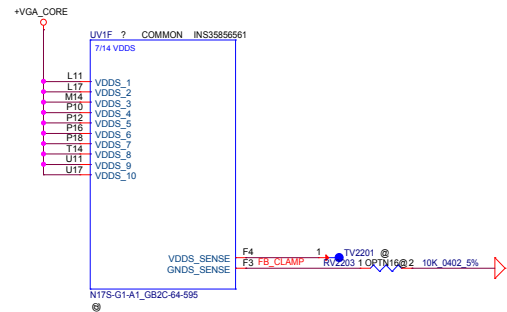 +VGA_CORE
UV1F ? COMMON INS35856561
7/14 VDDS
L11 VDDS_1
L17 VDDS_2
M14 VDDS_3
P10 VDDS_4
P12 VDDS_5
P16 VDDS_6
P18 VDDS_7
T14 VDDS_8
U11 VDDS_9
U17 VDDS_10
VDDS_SENSE F4 1 TV2201 @
GNDS_SENSE F3 FB_CLAMP RV2203 1 OPTN16@ 2 10K_0402_5%
N17S-G1-A1_GB2C-64-595
@